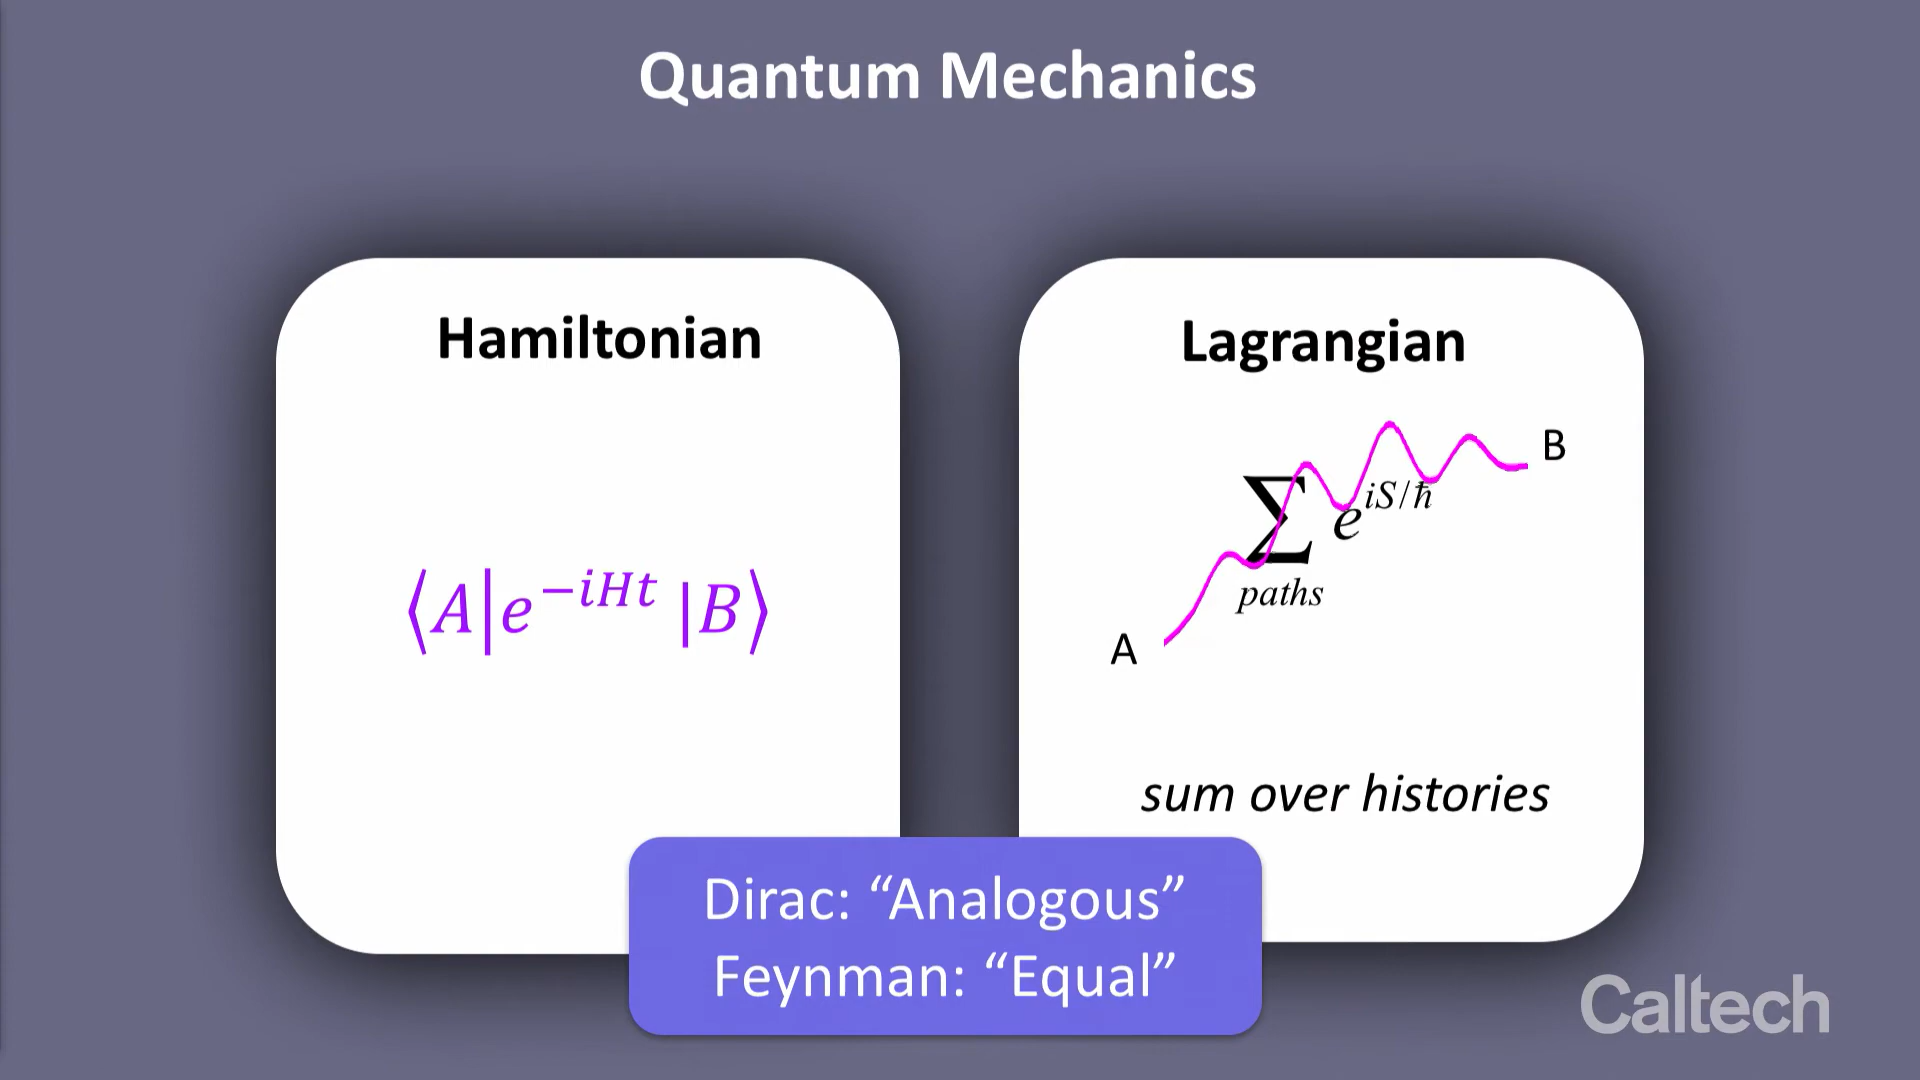 Quantum Mechanics
Hamiltonian
⟨A|e^{−iHt} |B⟩
Lagrangian
B
∑ e^{iS/ħ}
paths
A
sum over histories
Dirac: “Analogous”
Feynman: “Equal”
Caltech